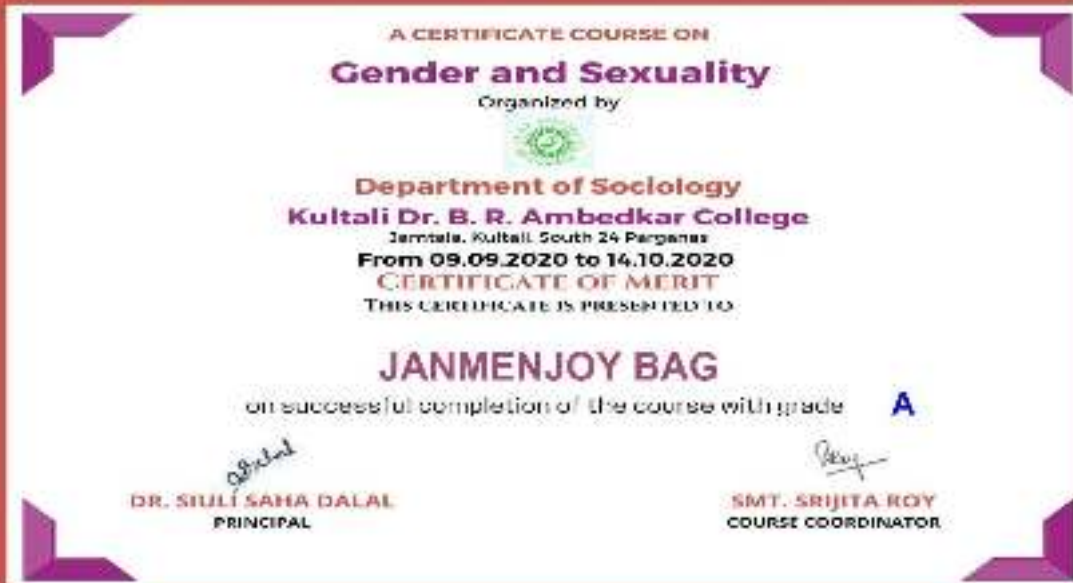 A CERTIFICATE COURSE ON
Gender and Sexuality
Organized by
Department of Sociology
Kultali Dr. B. R. Ambedkar College
Jamtala, Kultali, South 24 Parganas
From 09.09.2020 to 14.10.2020
CERTIFICATE OF MERIT
THIS CERTIFICATE IS PRESENTED TO
JANMENJOY BAG
on successful completion of the course with grade A
DR. SIULI SAHA DALAL
PRINCIPAL
SMT. SRIJITA ROY
COURSE COORDINATOR